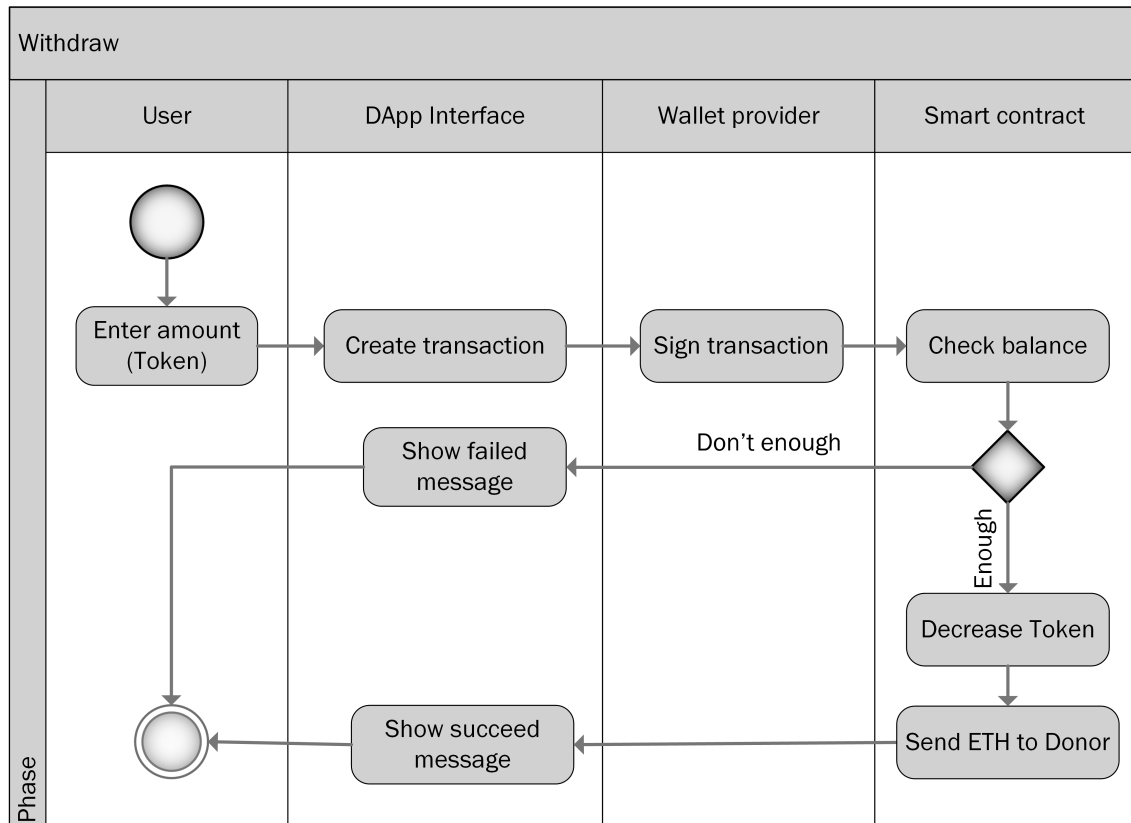 Withdraw
User
DApp Interface
Wallet provider
Smart contract
Enter amount
(Token)
Create transaction
Sign transaction
Check balance
Don’t enough
Show failed
message
Enough
Decrease Token
Show succeed
message
Send ETH to Donor
Phase